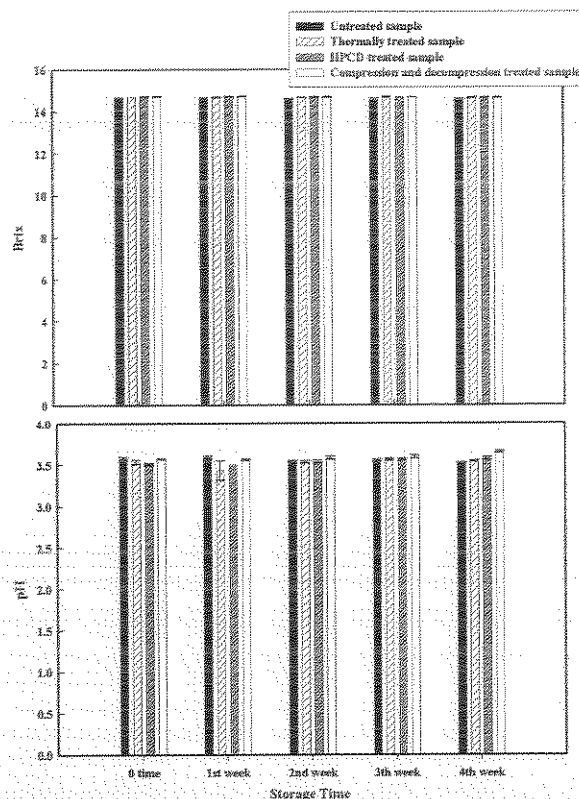 Untreated sample
Thermally treated sample
HPCD treated sample
Compression and decompression treated sample
16
14
12
10
8
6
4
2
0
Brix
4.0
3.5
3.0
2.5
2.0
1.5
1.0
0.5
0.0
pH
0 time
1st week
2nd week
3th week
4th week
Storage Time